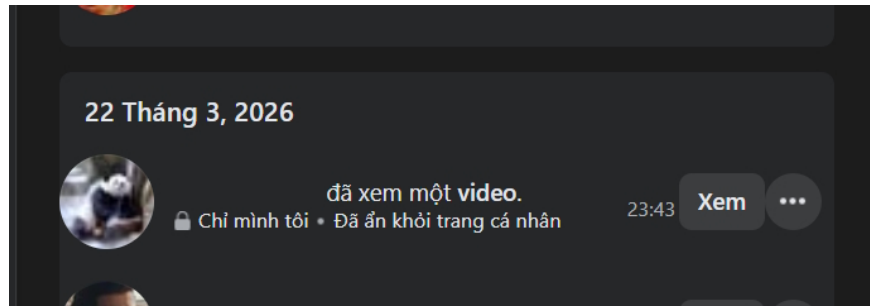 22 Tháng 3, 2026
đã xem một video.
Chỉ mình tôi • Đã ẩn khỏi trang cá nhân
23:43
Xem